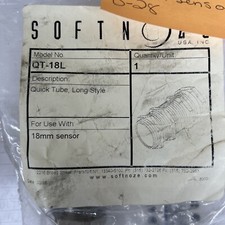 SOFTNOZE
USA, INC.
Model No.
QT-18L
Quantity/Unit
1
Description:
Quick Tube, Long Style
For Use With
18mm sensor
www.softnoze.com